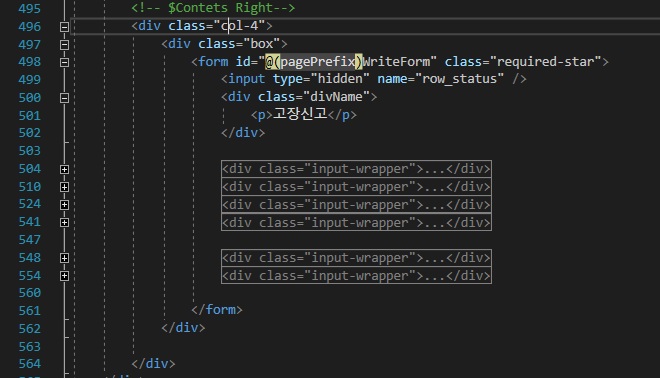 495 <!-- $Contets Right-->
496 <div class="col-4">
497 <div class="box">
498 <form id="@(pagePrefix)WriteForm" class="required-star">
499 <input type="hidden" name="row_status" />
500 <div class="divName">
501 <p>고장신고</p>
502 </div>
503
504 <div class="input-wrapper">...</div>
510 <div class="input-wrapper">...</div>
524 <div class="input-wrapper">...</div>
541 <div class="input-wrapper">...</div>
547
548 <div class="input-wrapper">...</div>
554 <div class="input-wrapper">...</div>
560
561 </form>
562 </div>
563
564 </div>